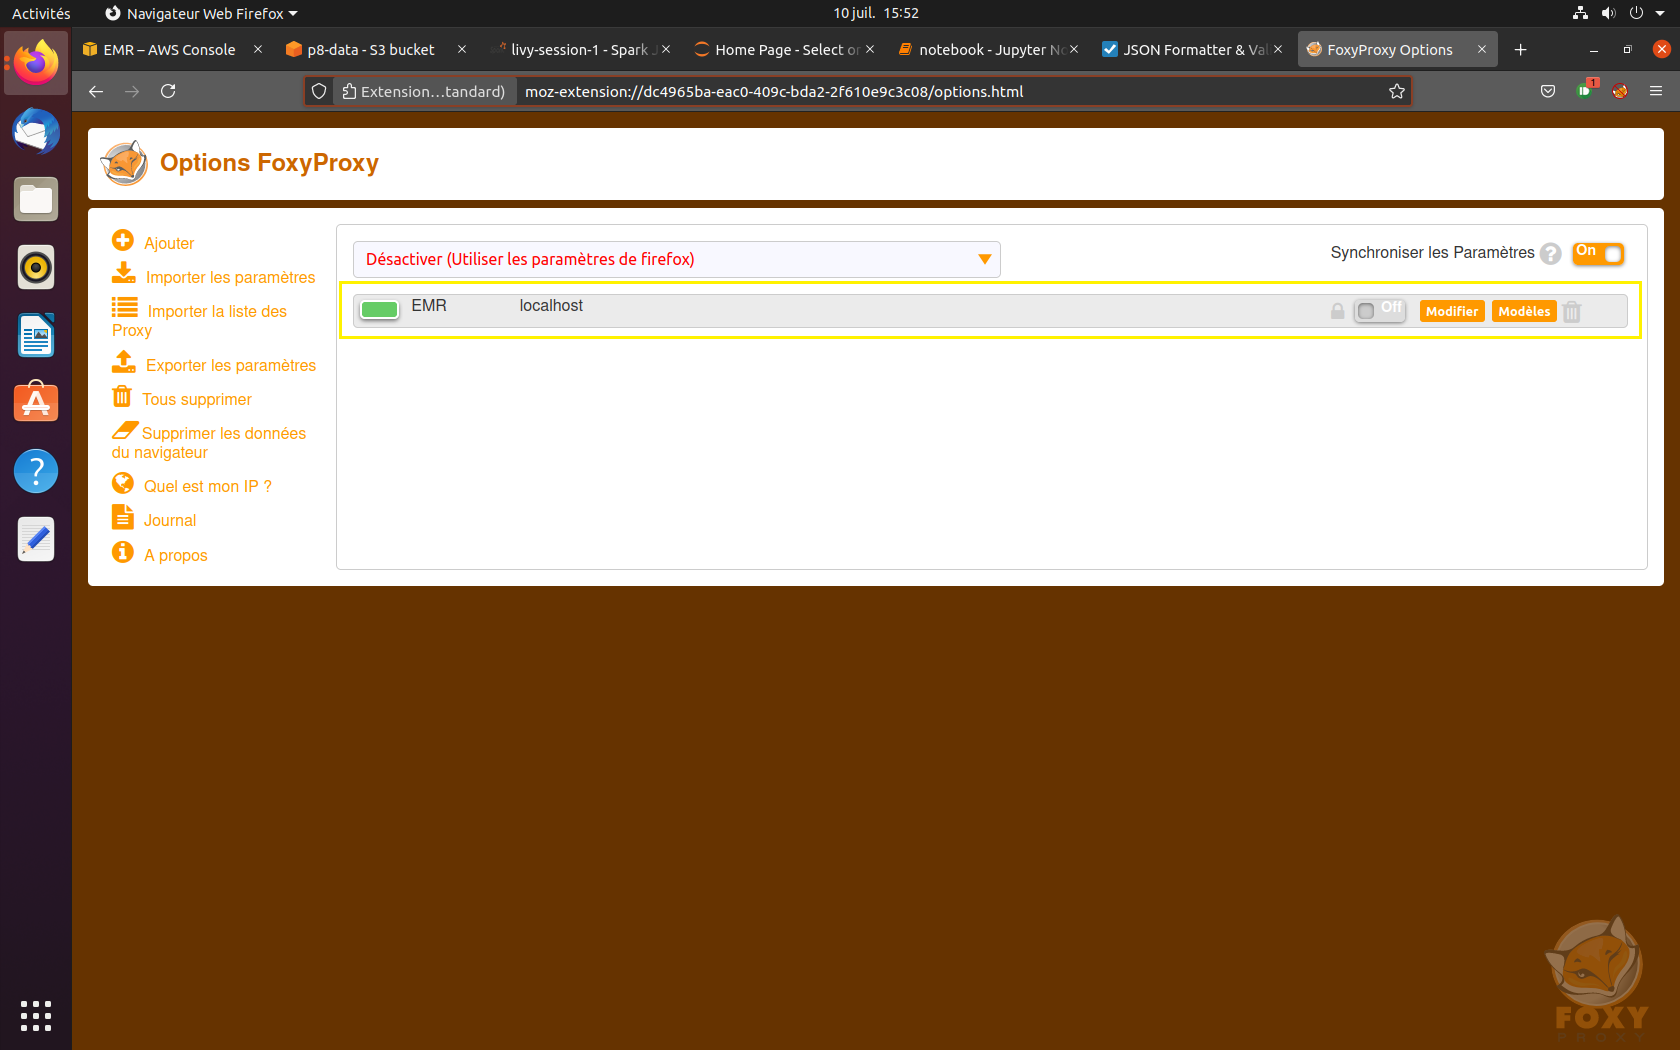 Activités
Navigateur Web Firefox
10 juil. 15:52
EMR – AWS Console
p8-data - S3 bucket
livy-session-1 - Spark J
Home Page - Select or
notebook - Jupyter No
JSON Formatter & Val
FoxyProxy Options
Extension…tandard)
moz-extension://dc4965ba-eac0-409c-bda2-2f610e9c3c08/options.html
1
Options FoxyProxy
Ajouter
Importer les paramètres
Importer la liste des
Proxy
Exporter les paramètres
Tous supprimer
Supprimer les données
du navigateur
Quel est mon IP ?
Journal
A propos
Désactiver (Utiliser les paramètres de firefox)
Synchroniser les Paramètres
?
On
EMR
localhost
Off
Modifier
Modèles
FOXY
PROXY